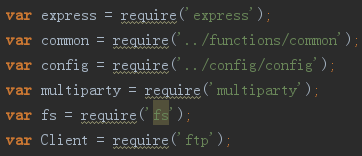 var express = require('express');
var common = require('../functions/common');
var config = require('../config/config');
var multiparty = require('multiparty');
var fs = require('fs');
var Client = require('ftp');